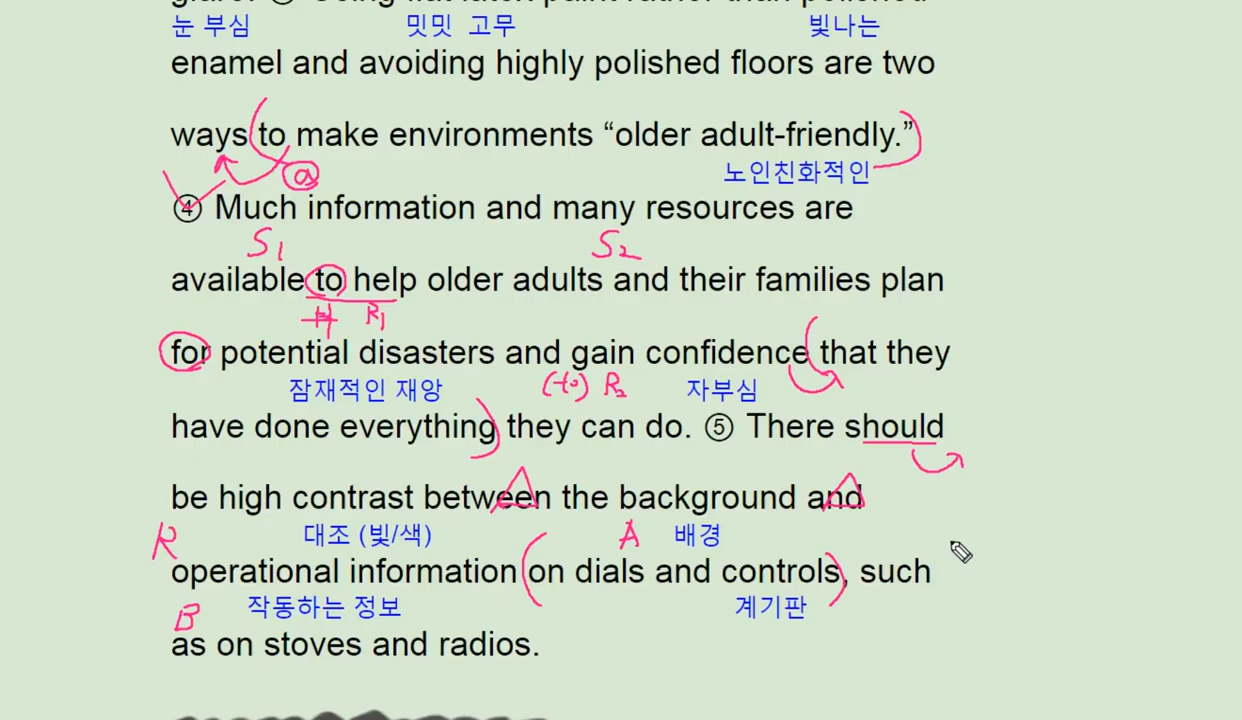 눈 부심 밋밋 고무 빛나는
enamel and avoiding highly polished floors are two
ways to make environments “older adult-friendly.”
ⓐ 노인친화적인
④ Much information and many resources are
S1 S2
available to help older adults and their families plan
R1
for potential disasters and gain confidence that they
잠재적인 재앙 (to) R2 자부심
have done everything they can do. ⑤ There should
be high contrast between the background and
R 대조 (빛/색) A 배경
operational information on dials and controls, such
B 작동하는 정보 계기판
as on stoves and radios.